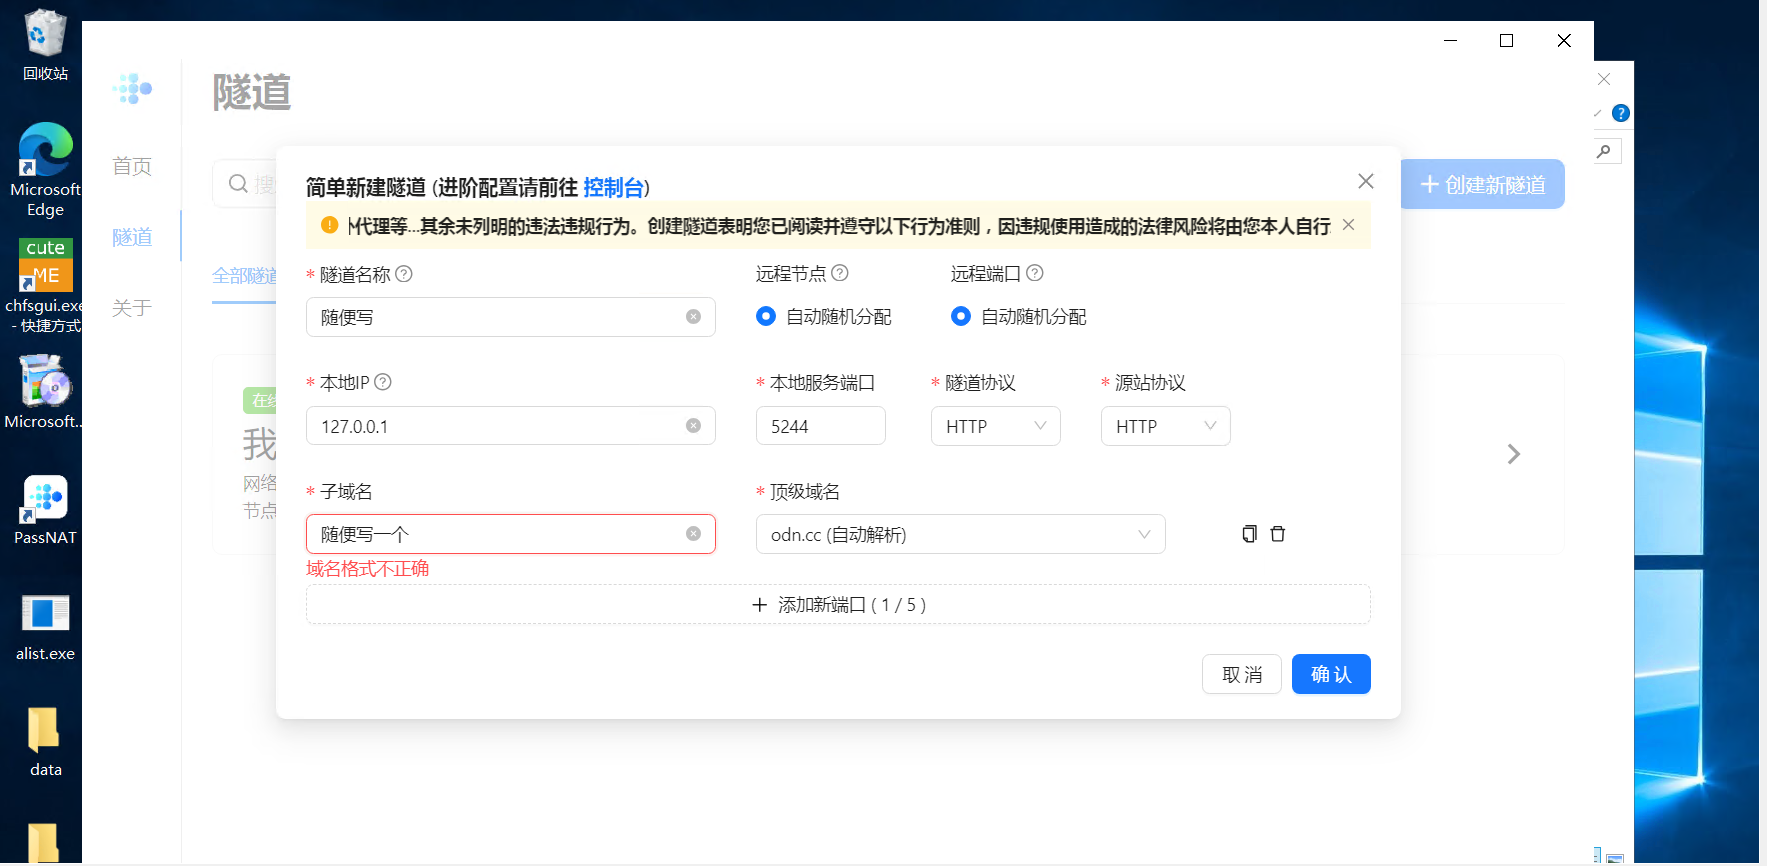 回收站
Microsoft
Edge
cute
ME
chfsgui.exe
- 快捷方式
Microsoft...
PassNAT
alist.exe
data
隧道
首页
隧道
关于
搜
创建新隧道
全部隧道
在线
我
网络
节点
简单新建隧道 (进阶配置请前往 控制台)
代理等...其余未列明的违法违规行为。创建隧道表明您已阅读并遵守以下行为准则，因违规使用造成的法律风险将由您本人自行
* 隧道名称 ?
远程节点 ?
远程端口 ?
随便写
自动随机分配
自动随机分配
* 本地IP ?
* 本地服务端口
* 隧道协议
* 源站协议
127.0.0.1
5244
HTTP
HTTP
* 子域名
* 顶级域名
随便写一个
odn.cc (自动解析)
域名格式不正确
+ 添加新端口 ( 1 / 5 )
取 消
确 认